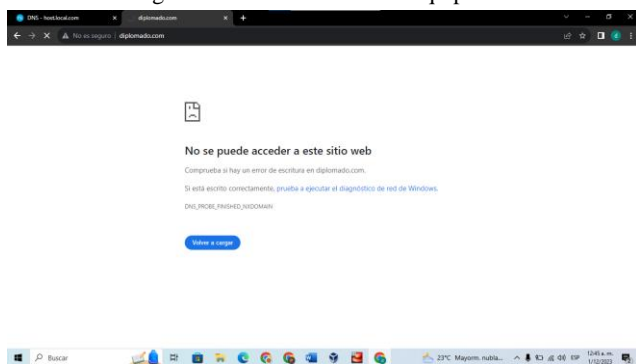 DNS - host.local.com
diplomado.com
No es seguro | diplomado.com
No se puede acceder a este sitio web
Comprueba si hay un error de escritura en diplomado.com.
Si está escrito correctamente, prueba a ejecutar el diagnóstico de red de Windows.
DNS_PROBE_FINISHED_NXDOMAIN
Volver a cargar
Buscar
23°C Mayorm. nubla...
ESP
12:45 a. m.
1/12/2023